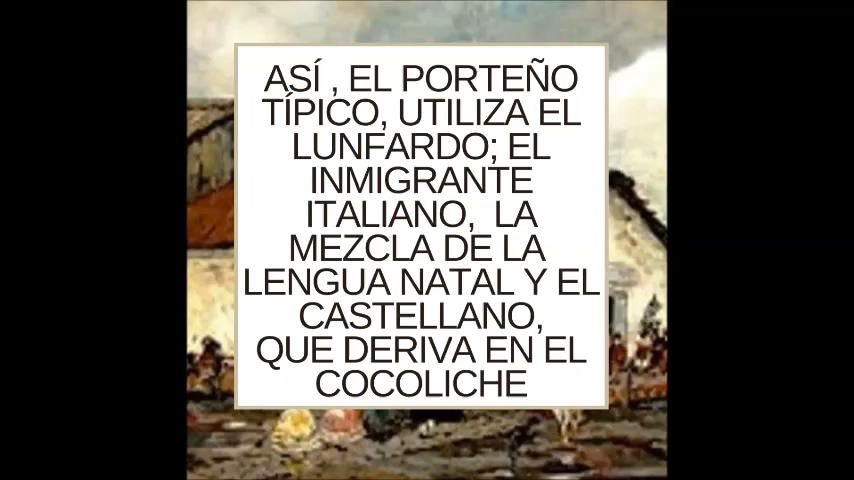 ASÍ , EL PORTEÑO
TÍPICO, UTILIZA EL
LUNFARDO; EL
INMIGRANTE
ITALIANO, LA
MEZCLA DE LA
LENGUA NATAL Y EL
CASTELLANO,
QUE DERIVA EN EL
COCOLICHE